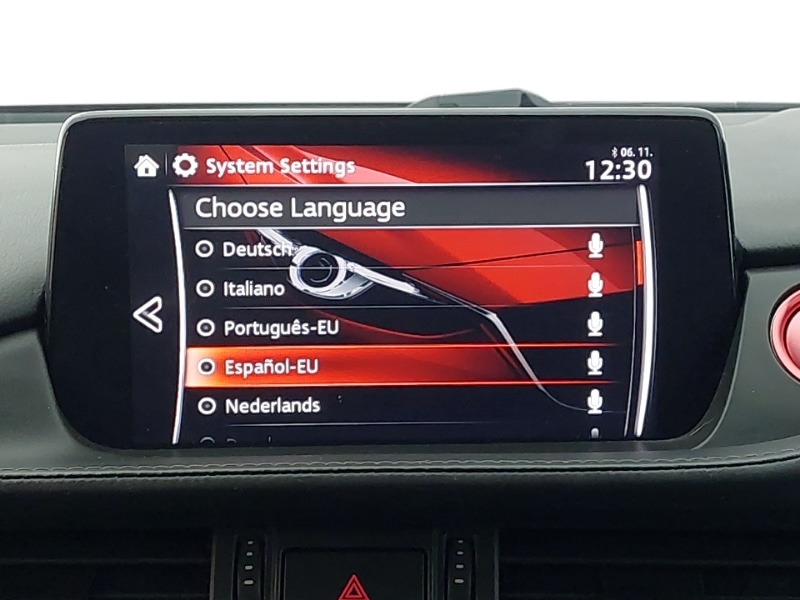 System Settings
06. 11.
12:30
Choose Language
Deutsch
Italiano
Português-EU
Español-EU
Nederlands